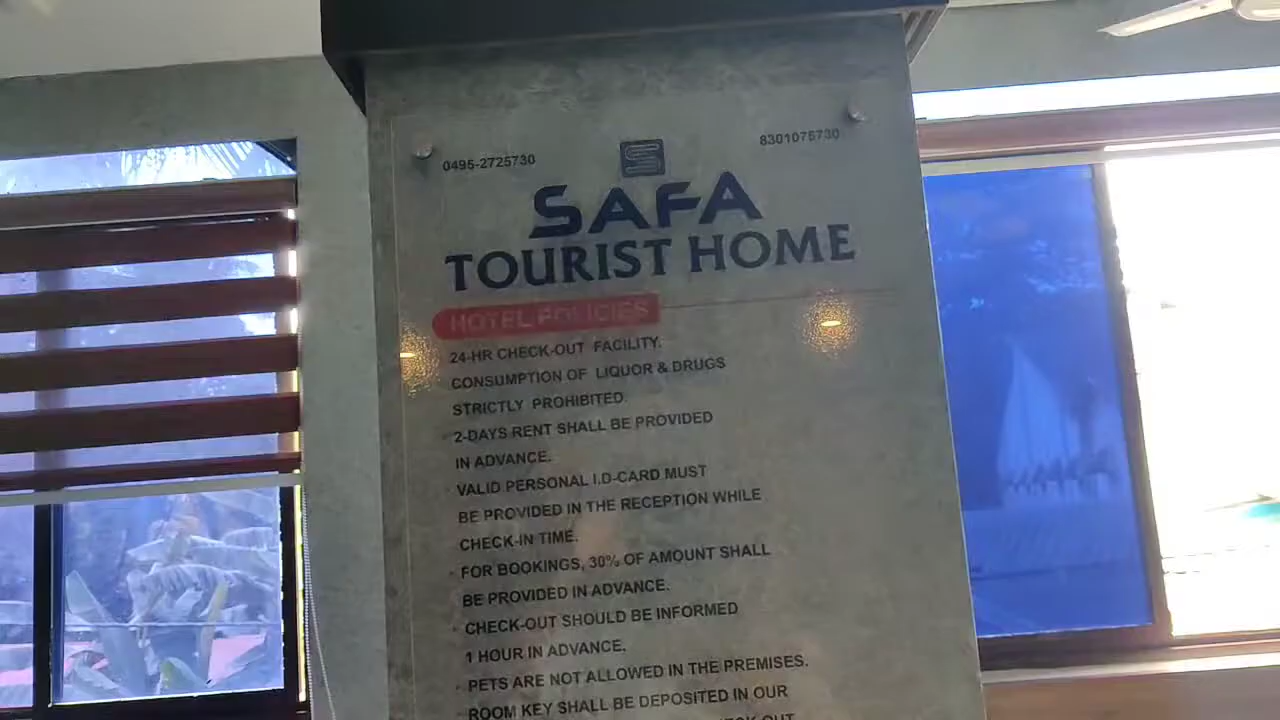 0495-2725730
8301075730
SAFA
TOURIST HOME
HOTEL POLICIES
24-HR CHECK-OUT FACILITY.
CONSUMPTION OF LIQUOR & DRUGS
STRICTLY PROHIBITED.
2-DAYS RENT SHALL BE PROVIDED
IN ADVANCE.
VALID PERSONAL I.D-CARD MUST
BE PROVIDED IN THE RECEPTION WHILE
CHECK-IN TIME.
FOR BOOKINGS, 30% OF AMOUNT SHALL
BE PROVIDED IN ADVANCE.
CHECK-OUT SHOULD BE INFORMED
1 HOUR IN ADVANCE.
PETS ARE NOT ALLOWED IN THE PREMISES.
ROOM KEY SHALL BE DEPOSITED IN OUR
OUT